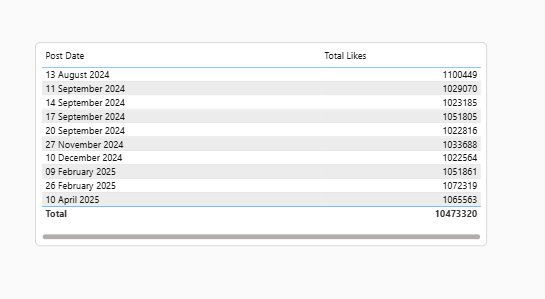 Post Date Total Likes
13 August 2024 1100449
11 September 2024 1029070
14 September 2024 1023185
17 September 2024 1051805
20 September 2024 1022816
27 November 2024 1033688
10 December 2024 1022564
09 February 2025 1051861
26 February 2025 1072319
10 April 2025 1065563
Total 10473320